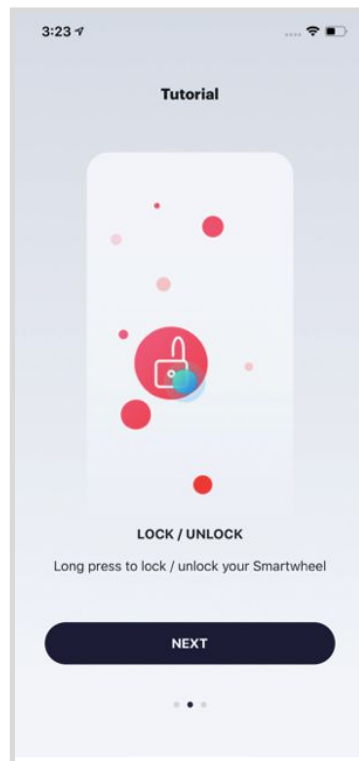 3:23
Tutorial
LOCK / UNLOCK
Long press to lock / unlock your Smartwheel
NEXT